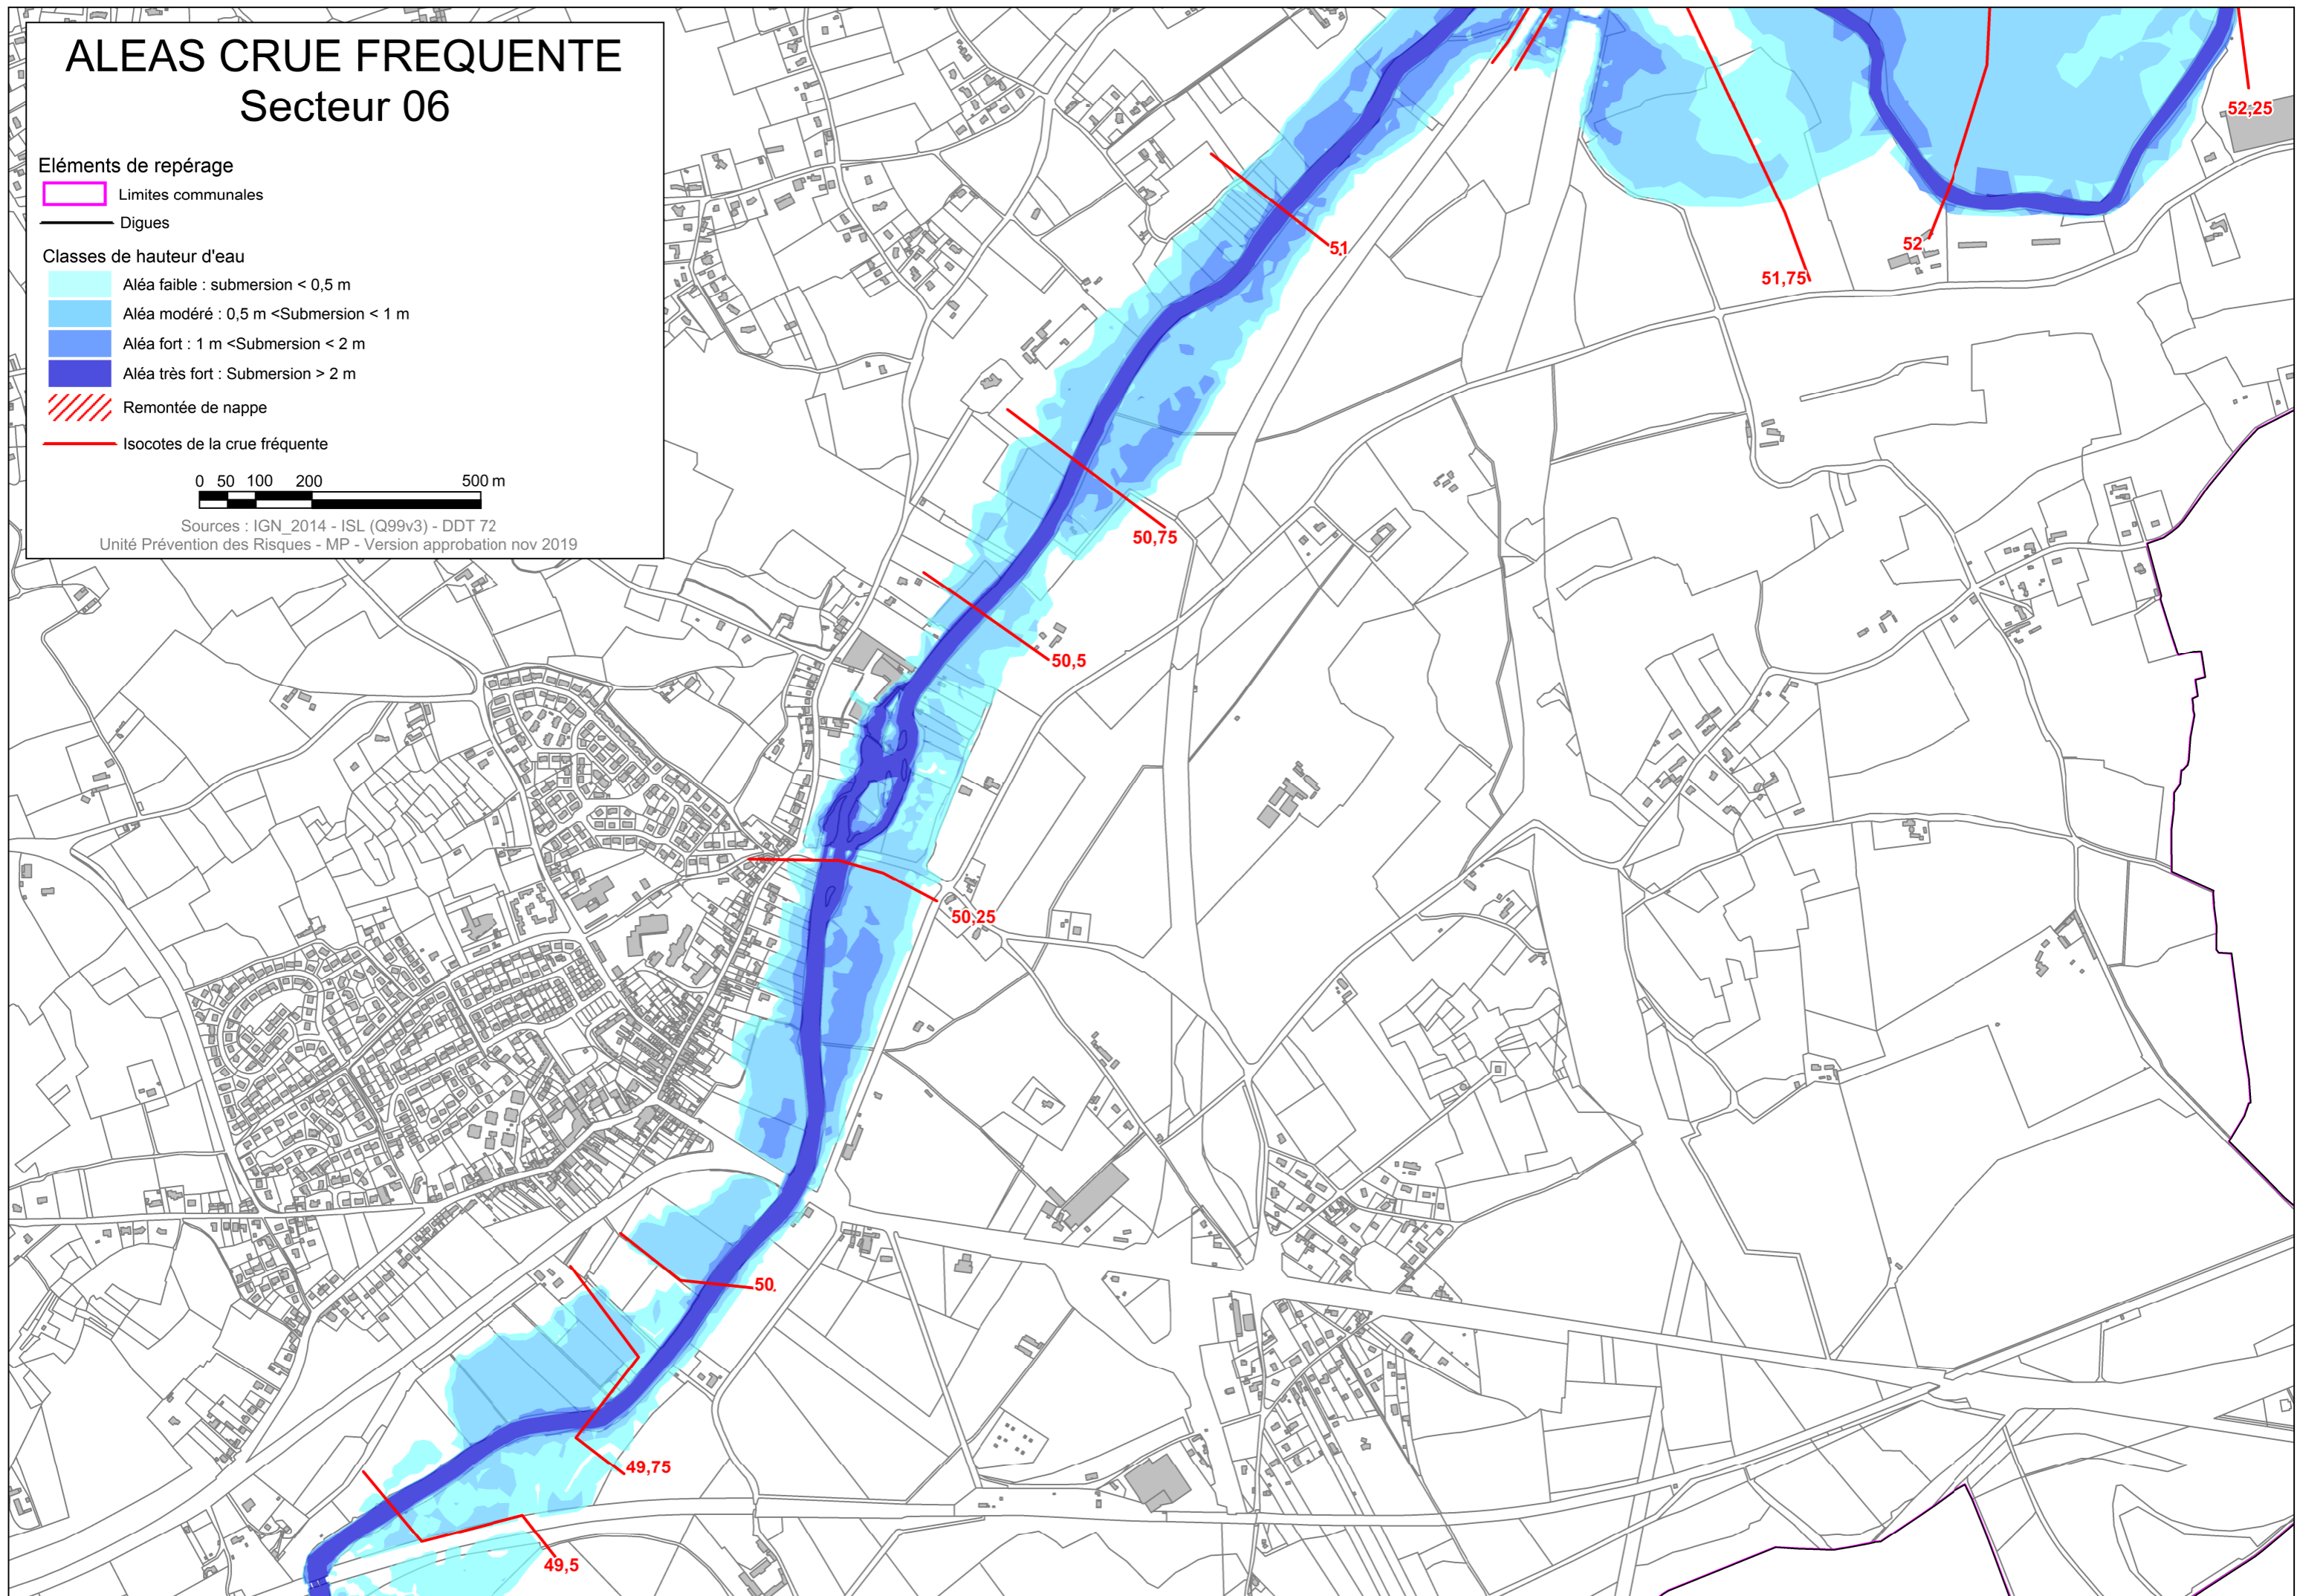 ALEAS CRUE FREQUENTE
Secteur 06
Eléments de repérage
Limites communales
Digues
Classes de hauteur d'eau
Aléa faible : submersion < 0,5 m
Aléa modéré : 0,5 m <Submersion < 1 m
Aléa fort : 1 m <Submersion < 2 m
Aléa très fort : Submersion > 2 m
Remontée de nappe
Isocotes de la crue fréquente
0 50 100 200 500 m
Sources : IGN_2014 - ISL (Q99v3) - DDT 72
Unité Prévention des Risques - MP - Version approbation nov 2019
52,25
52
51,75
51
50,75
50,5
50,25
50
49,75
49,5